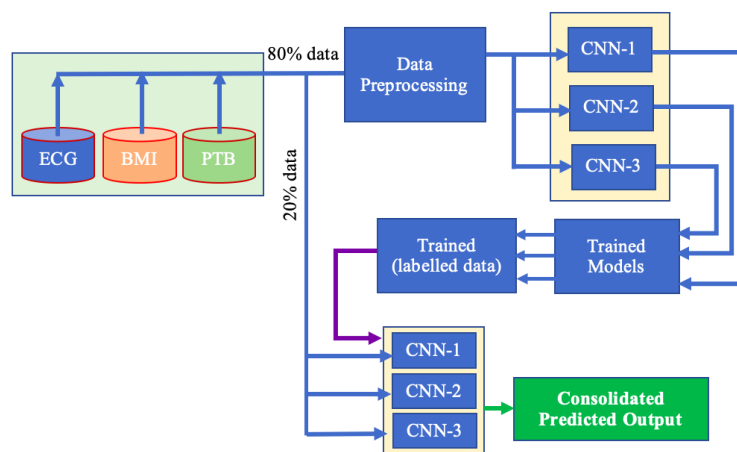 80% data
Data
Preprocessing
CNN-1
CNN-2
CNN-3
ECG
BMI
PTB
20% data
Trained
(labelled data)
Trained
Models
CNN-1
CNN-2
CNN-3
Consolidated
Predicted Output